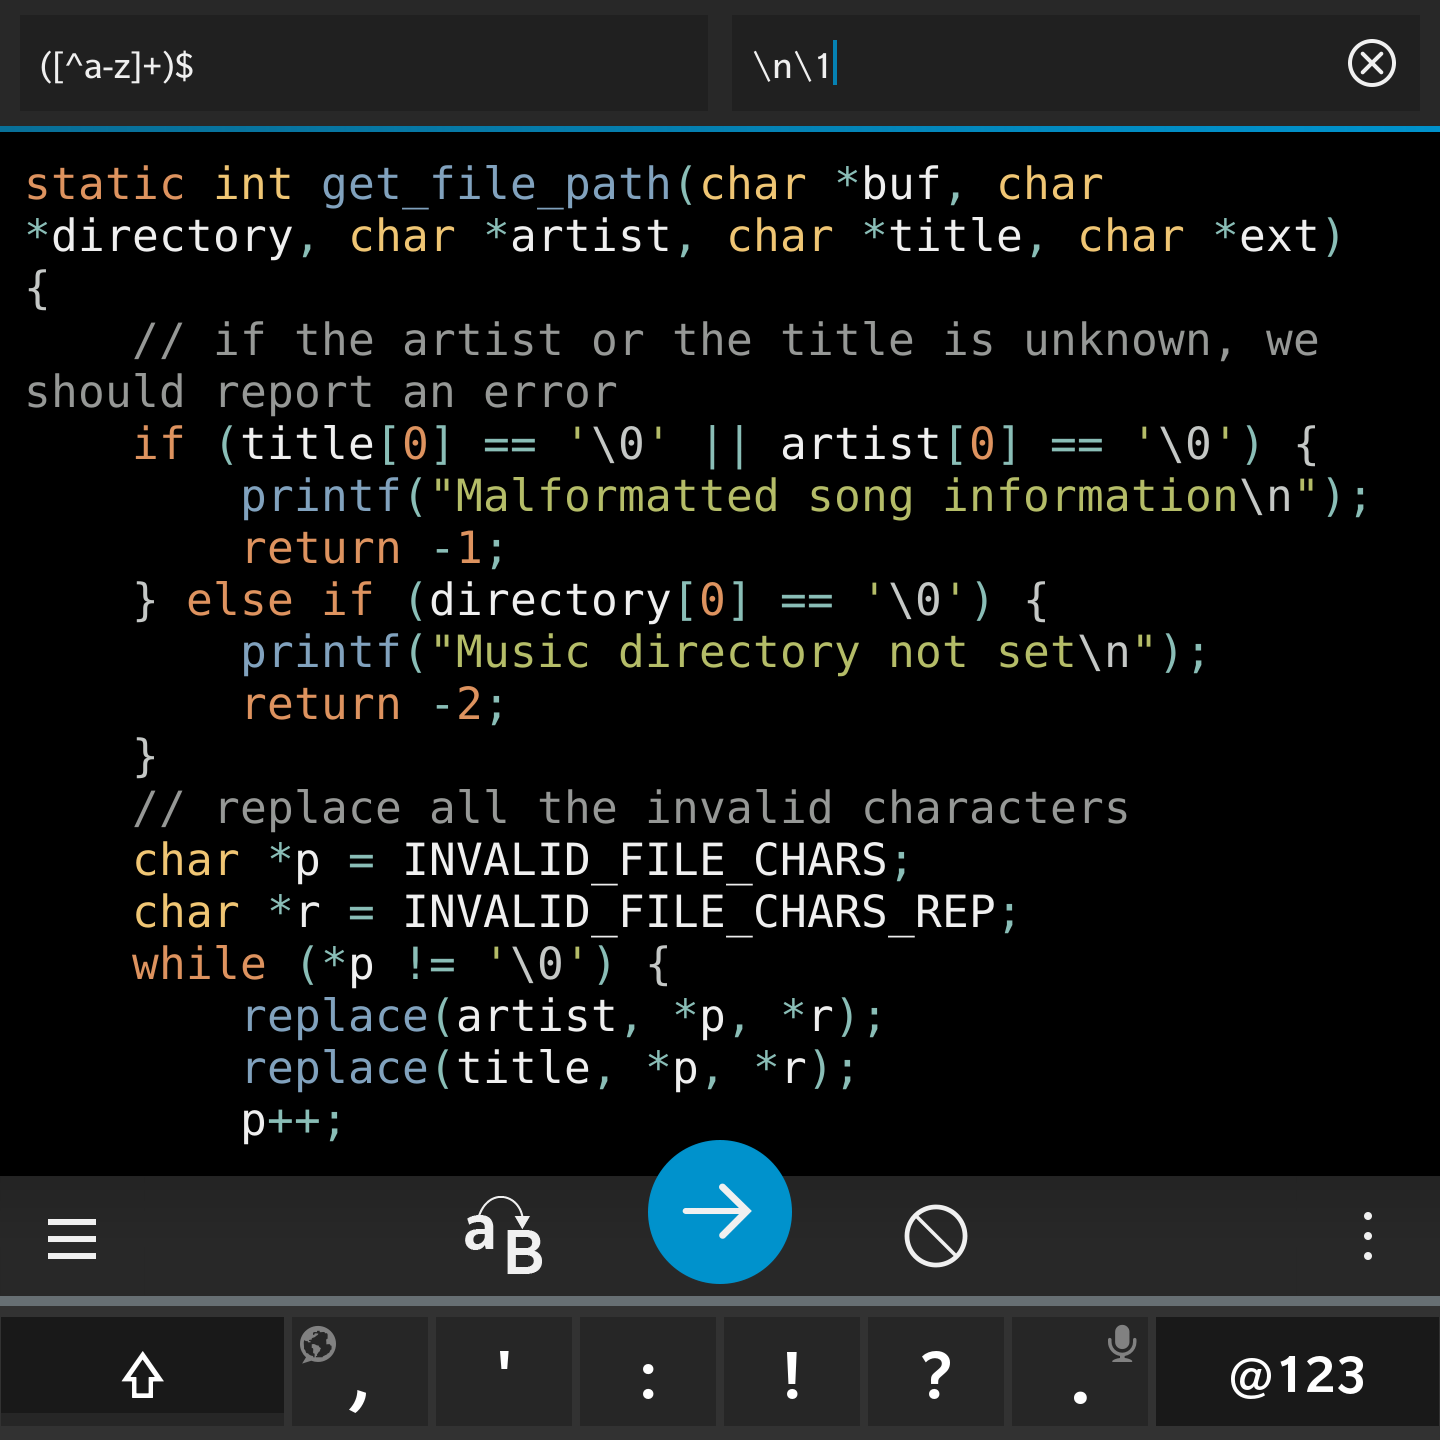 ([^a-z]+)$
\n\1
static int get_file_path(char *buf, char
*directory, char *artist, char *title, char *ext)
{
    // if the artist or the title is unknown, we
should report an error
    if (title[0] == '\0' || artist[0] == '\0') {
        printf("Malformatted song information\n");
        return -1;
    } else if (directory[0] == '\0') {
        printf("Music directory not set\n");
        return -2;
    }
    // replace all the invalid characters
    char *p = INVALID_FILE_CHARS;
    char *r = INVALID_FILE_CHARS_REP;
    while (*p != '\0') {
        replace(artist, *p, *r);
        replace(title, *p, *r);
        p++;
a B
, ' : ! ? . @123